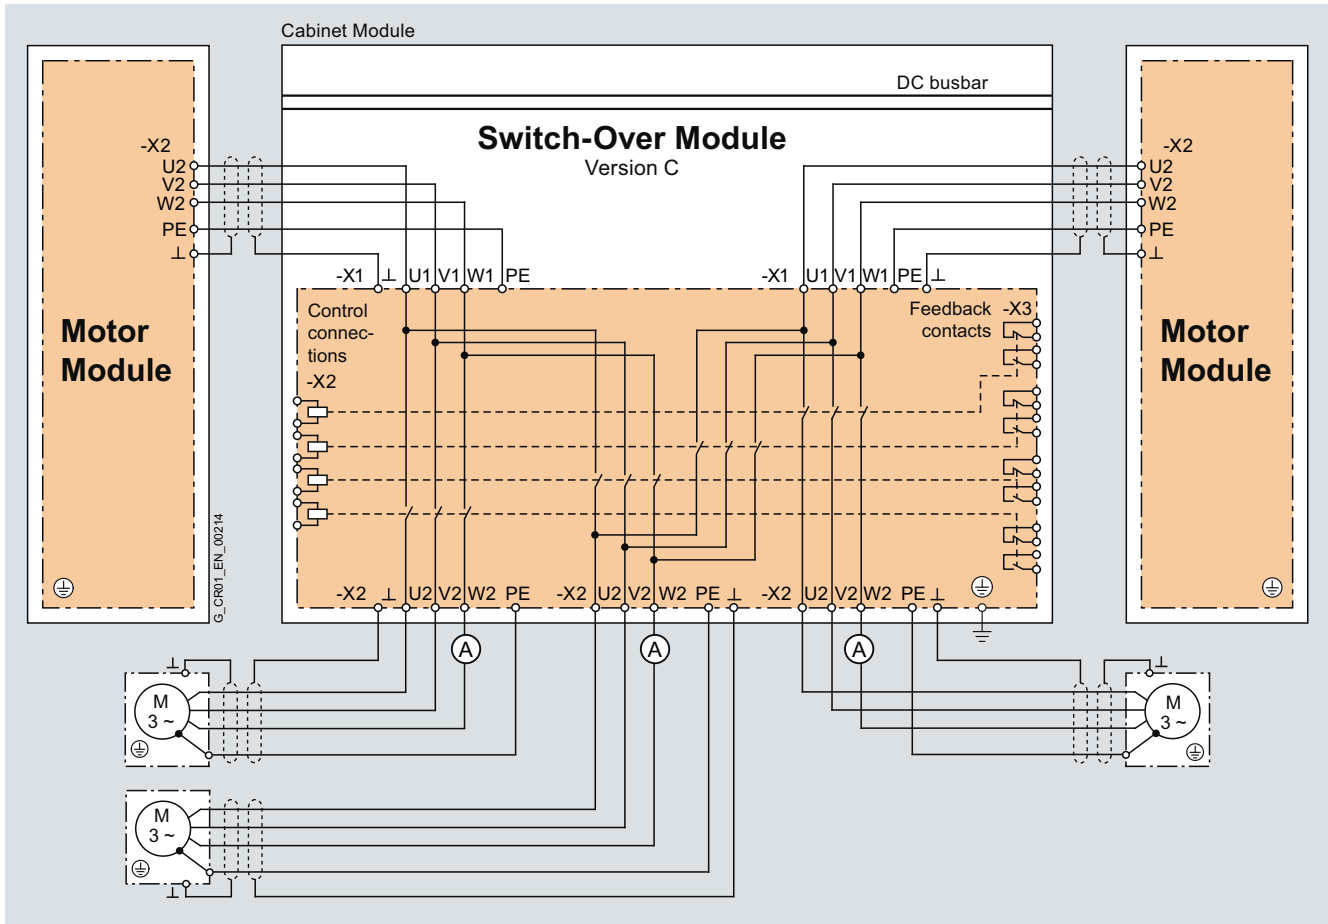 Cabinet Module
DC busbar
Switch-Over Module
Version C
-X2
U2
V2
W2
PE
⊥
Motor
Module
-X2
U2
V2
W2
PE
⊥
Motor
Module
-X1 ⊥ U1 V1 W1 PE
-X1 U1 V1 W1 PE ⊥
Control
connec-
tions
-X2
Feedback -X3
contacts
G_CR01_EN_00214
-X2 ⊥ U2 V2 W2 PE
-X2 U2 V2 W2 PE ⊥
-X2 U2 V2 W2 PE ⊥
A
A
A
⊥
M
3 ~
⊥
M
3 ~
M
3 ~
⊥